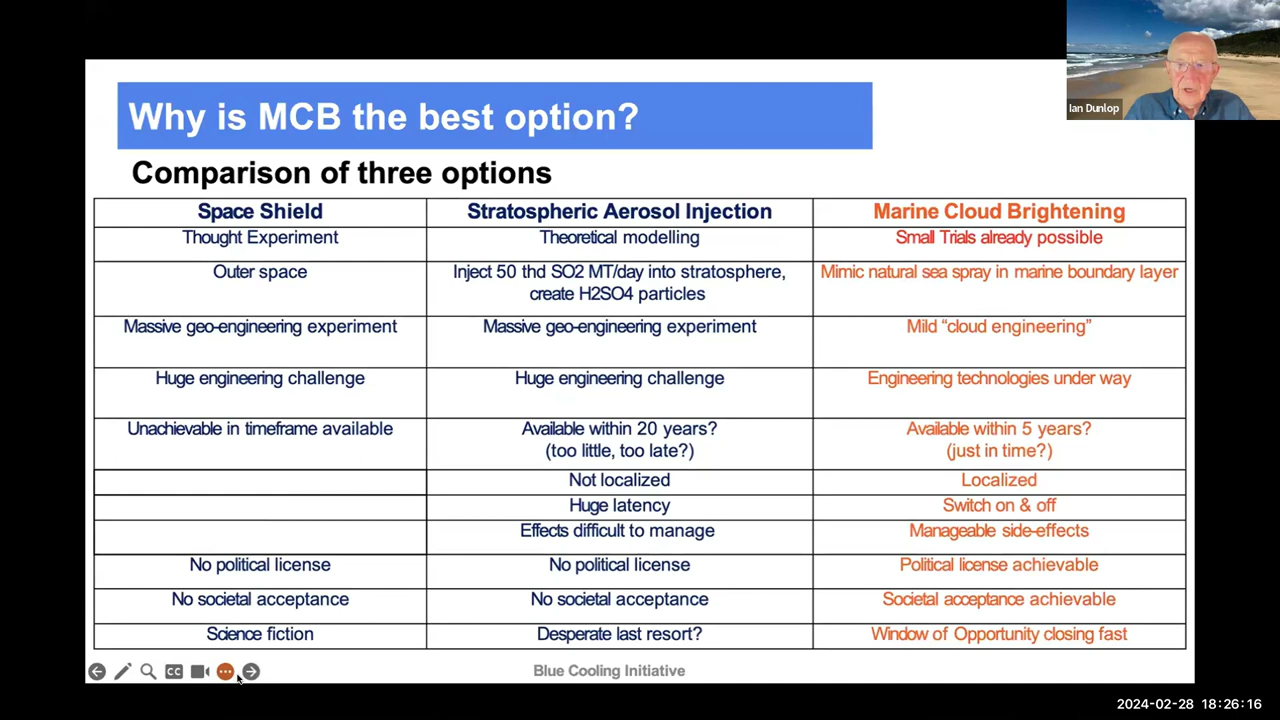 Ian Dunlop
Why is MCB the best option?
Comparison of three options
Space Shield
Stratospheric Aerosol Injection
Marine Cloud Brightening
Thought Experiment
Theoretical modelling
Small Trials already possible
Outer space
Inject 50 thd SO2 MT/day into stratosphere,
create H2SO4 particles
Mimic natural sea spray in marine boundary layer
Massive geo-engineering experiment
Massive geo-engineering experiment
Mild “cloud engineering”
Huge engineering challenge
Huge engineering challenge
Engineering technologies under way
Unachievable in timeframe available
Available within 20 years?
(too little, too late?)
Available within 5 years?
(just in time?)
Not localized
Localized
Huge latency
Switch on & off
Effects difficult to manage
Manageable side-effects
No political license
No political license
Political license achievable
No societal acceptance
No societal acceptance
Societal acceptance achievable
Science fiction
Desperate last resort?
Window of Opportunity closing fast
CC
Blue Cooling Initiative
2024-02-28 18:26:16